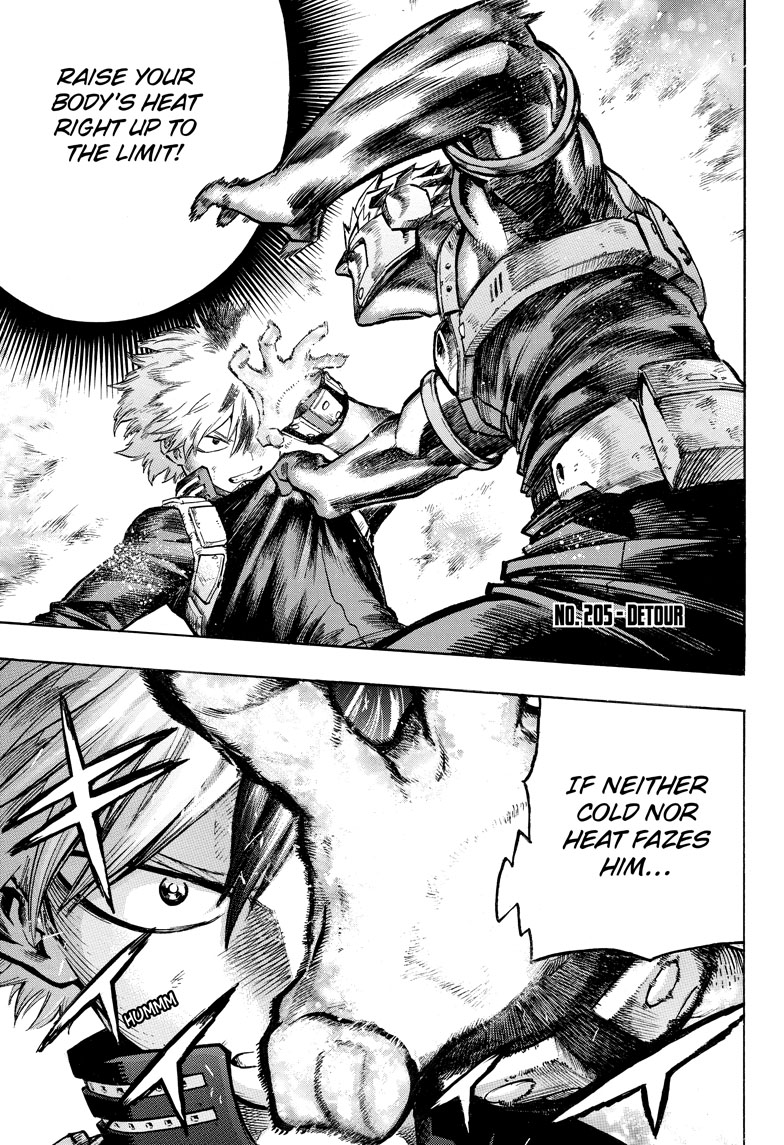 RAISE YOUR
BODY'S HEAT
RIGHT UP TO
THE LIMIT!
NO. 205 - DETOUR
IF NEITHER
COLD NOR
HEAT FAZES
HIM...
HUMMM